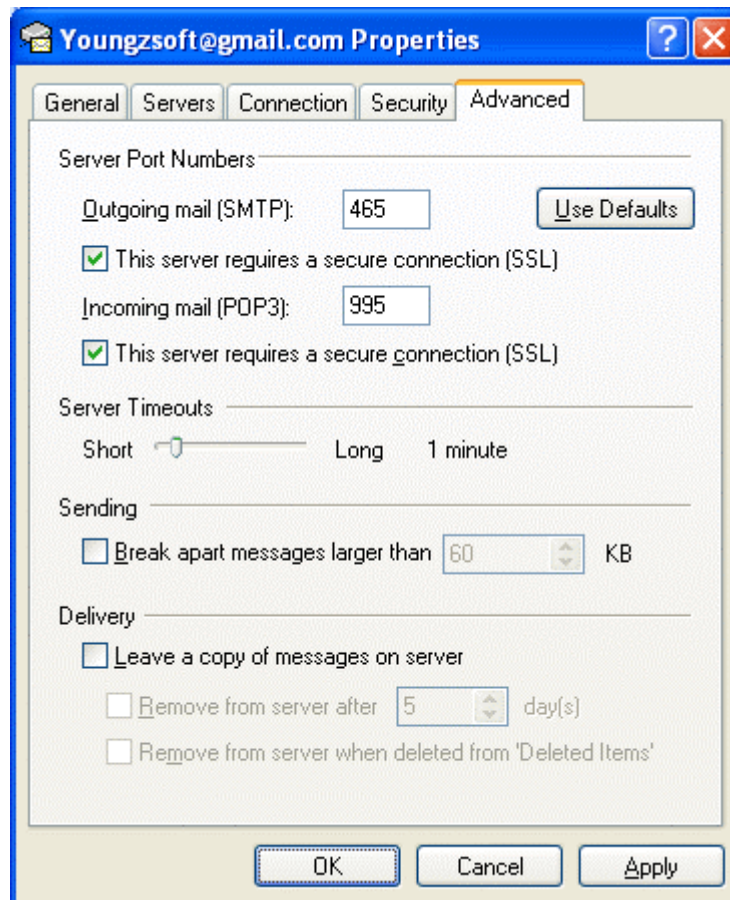 Youngzsoft@gmail.com Properties
General Servers Connection Security Advanced
Server Port Numbers
Outgoing mail (SMTP): 465 Use Defaults
This server requires a secure connection (SSL)
Incoming mail (POP3): 995
This server requires a secure connection (SSL)
Server Timeouts
Short Long 1 minute
Sending
Break apart messages larger than 60 KB
Delivery
Leave a copy of messages on server
Remove from server after 5 day(s)
Remove from server when deleted from 'Deleted Items'
OK Cancel Apply